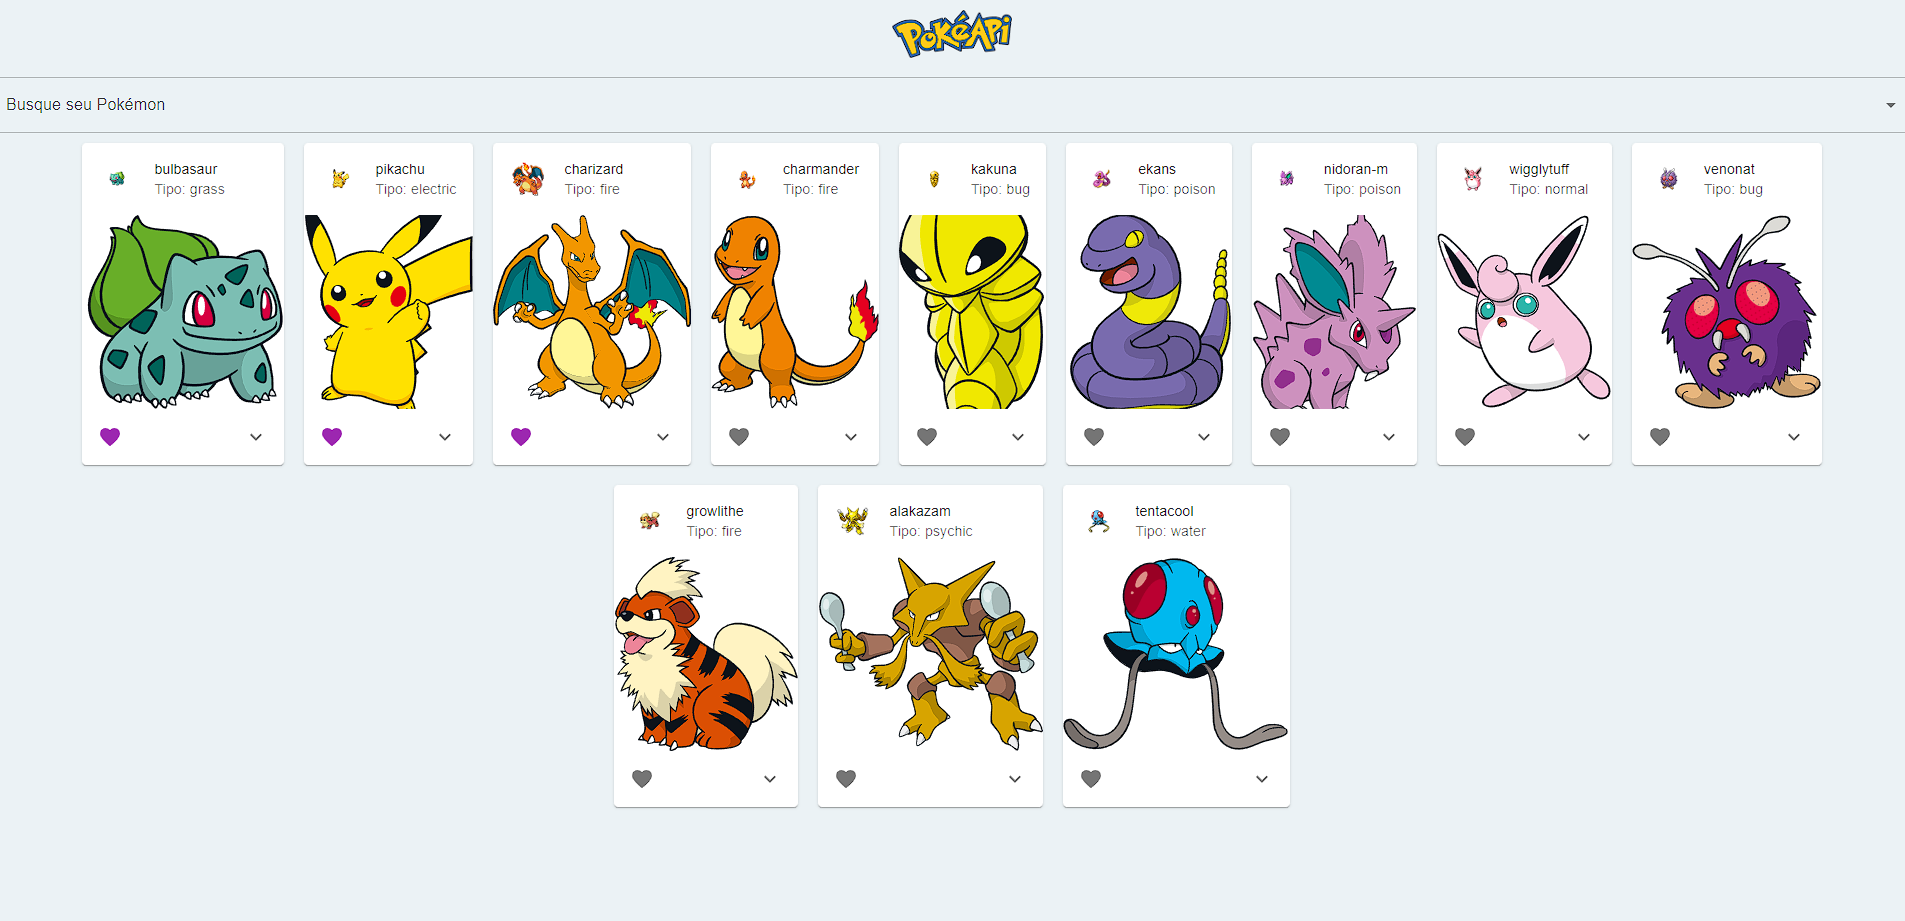 PokéApi
Busque seu Pokémon
bulbasaur
Tipo: grass
pikachu
Tipo: electric
charizard
Tipo: fire
charmander
Tipo: fire
kakuna
Tipo: bug
ekans
Tipo: poison
nidoran-m
Tipo: poison
wigglytuff
Tipo: normal
venonat
Tipo: bug
growlithe
Tipo: fire
alakazam
Tipo: psychic
tentacool
Tipo: water